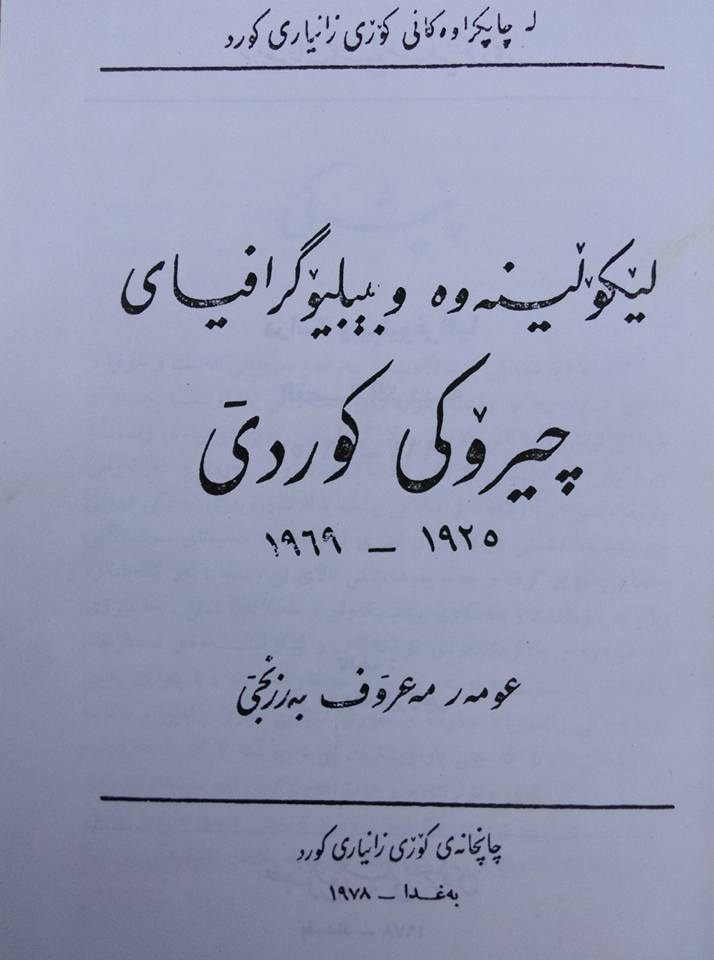 لە چاپکراوەکانی کۆڕی زانیاری کورد
لێکۆڵینەوە و بیبلیۆگرافیای
چیرۆکی کوردی
١٩٢٥ – ١٩٦٩
عومەر مەعروف بەرزنجی
چاپخانەی کۆڕی زانیاری کورد
بەغدا – ١٩٧٨